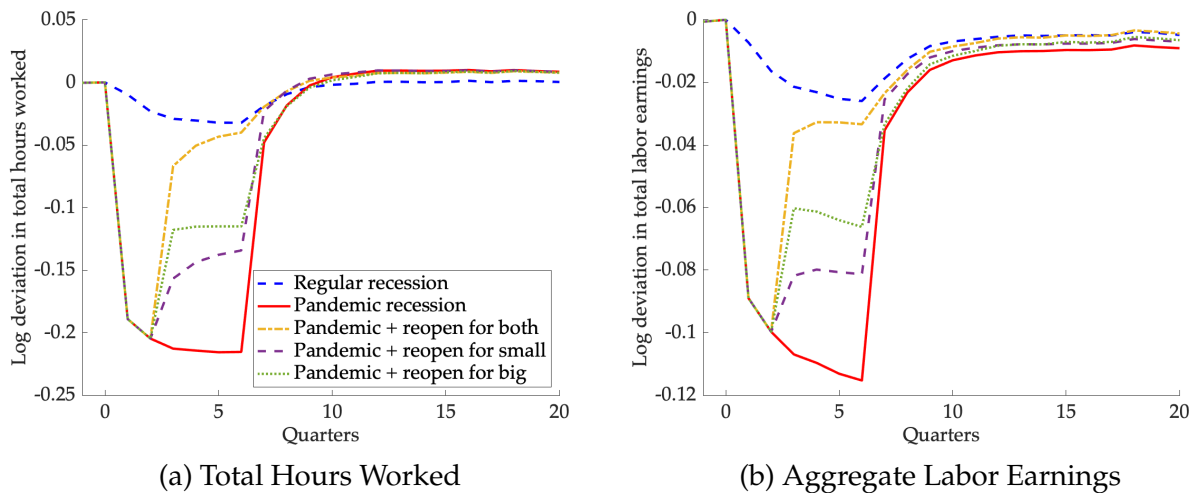 0.05
0
-0.05
-0.1
-0.15
-0.2
-0.25
Log deviation in total hours worked
Regular recession
Pandemic recession
Pandemic + reopen for both
Pandemic + reopen for small
Pandemic + reopen for big
0 5 10 15 20
Quarters
(a) Total Hours Worked
0
-0.02
-0.04
-0.06
-0.08
-0.1
-0.12
Log deviation in total labor earnings
0 5 10 15 20
Quarters
(b) Aggregate Labor Earnings